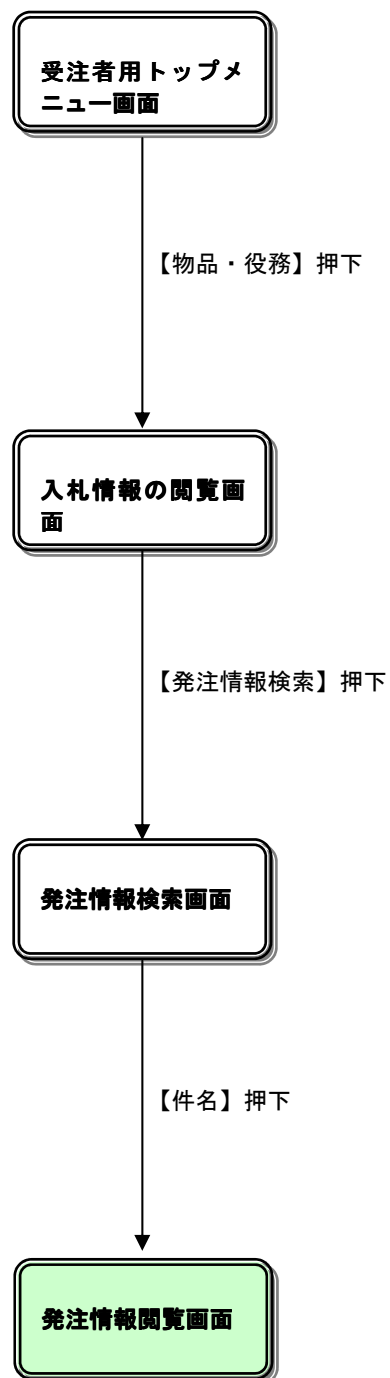 受注者用トップメ
ニュー画面
【物品・役務】押下
入札情報の閲覧画
面
【発注情報検索】押下
発注情報検索画面
【件名】押下
発注情報閲覧画面